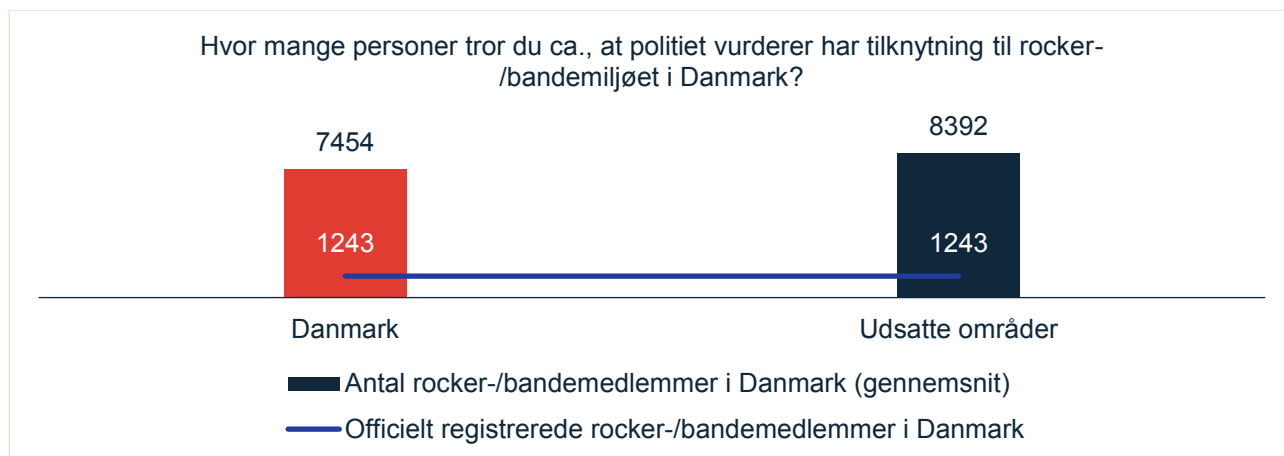 Hvor mange personer tror du ca., at politiet vurderer har tilknytning til rocker-
/bandemiljøet i Danmark?
7454
8392
1243
1243
Danmark
Udsatte områder
Antal rocker-/bandemedlemmer i Danmark (gennemsnit)
Officielt registrerede rocker-/bandemedlemmer i Danmark